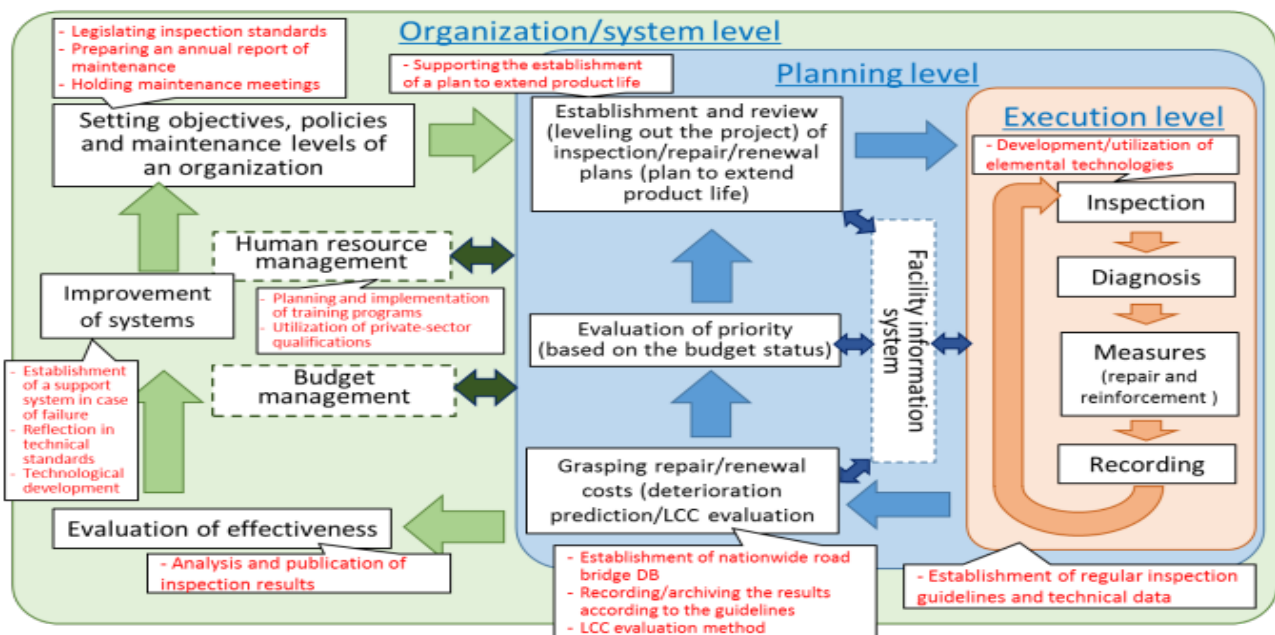 - Legislating inspection standards
- Preparing an annual report of
maintenance
- Holding maintenance meetings
Organization/system level
- Supporting the establishment
of a plan to extend product life
Planning level
Setting objectives, policies
and maintenance levels of
an organization
Establishment and review
(leveling out the project) of
inspection/repair/renewal
plans (plan to extend
product life)
Execution level
- Development/utilization of
elemental technologies
Inspection
Diagnosis
Measures
(repair and
reinforcement )
Recording
Human resource
management
- Planning and implementation
of training programs
- Utilization of private-sector
qualifications
Improvement
of systems
- Establishment
of a support
system in case
of failure
- Reflection in
technical
standards
- Technological
development
Budget
management
Evaluation of priority
(based on the budget status)
Facility information
system
Grasping repair/renewal
costs (deterioration
prediction/LCC evaluation
- Establishment of nationwide road
bridge DB
- Recording/archiving the results
according to the guidelines
- LCC evaluation method
Evaluation of effectiveness
- Analysis and publication of
inspection results
- Establishment of regular inspection
guidelines and technical data